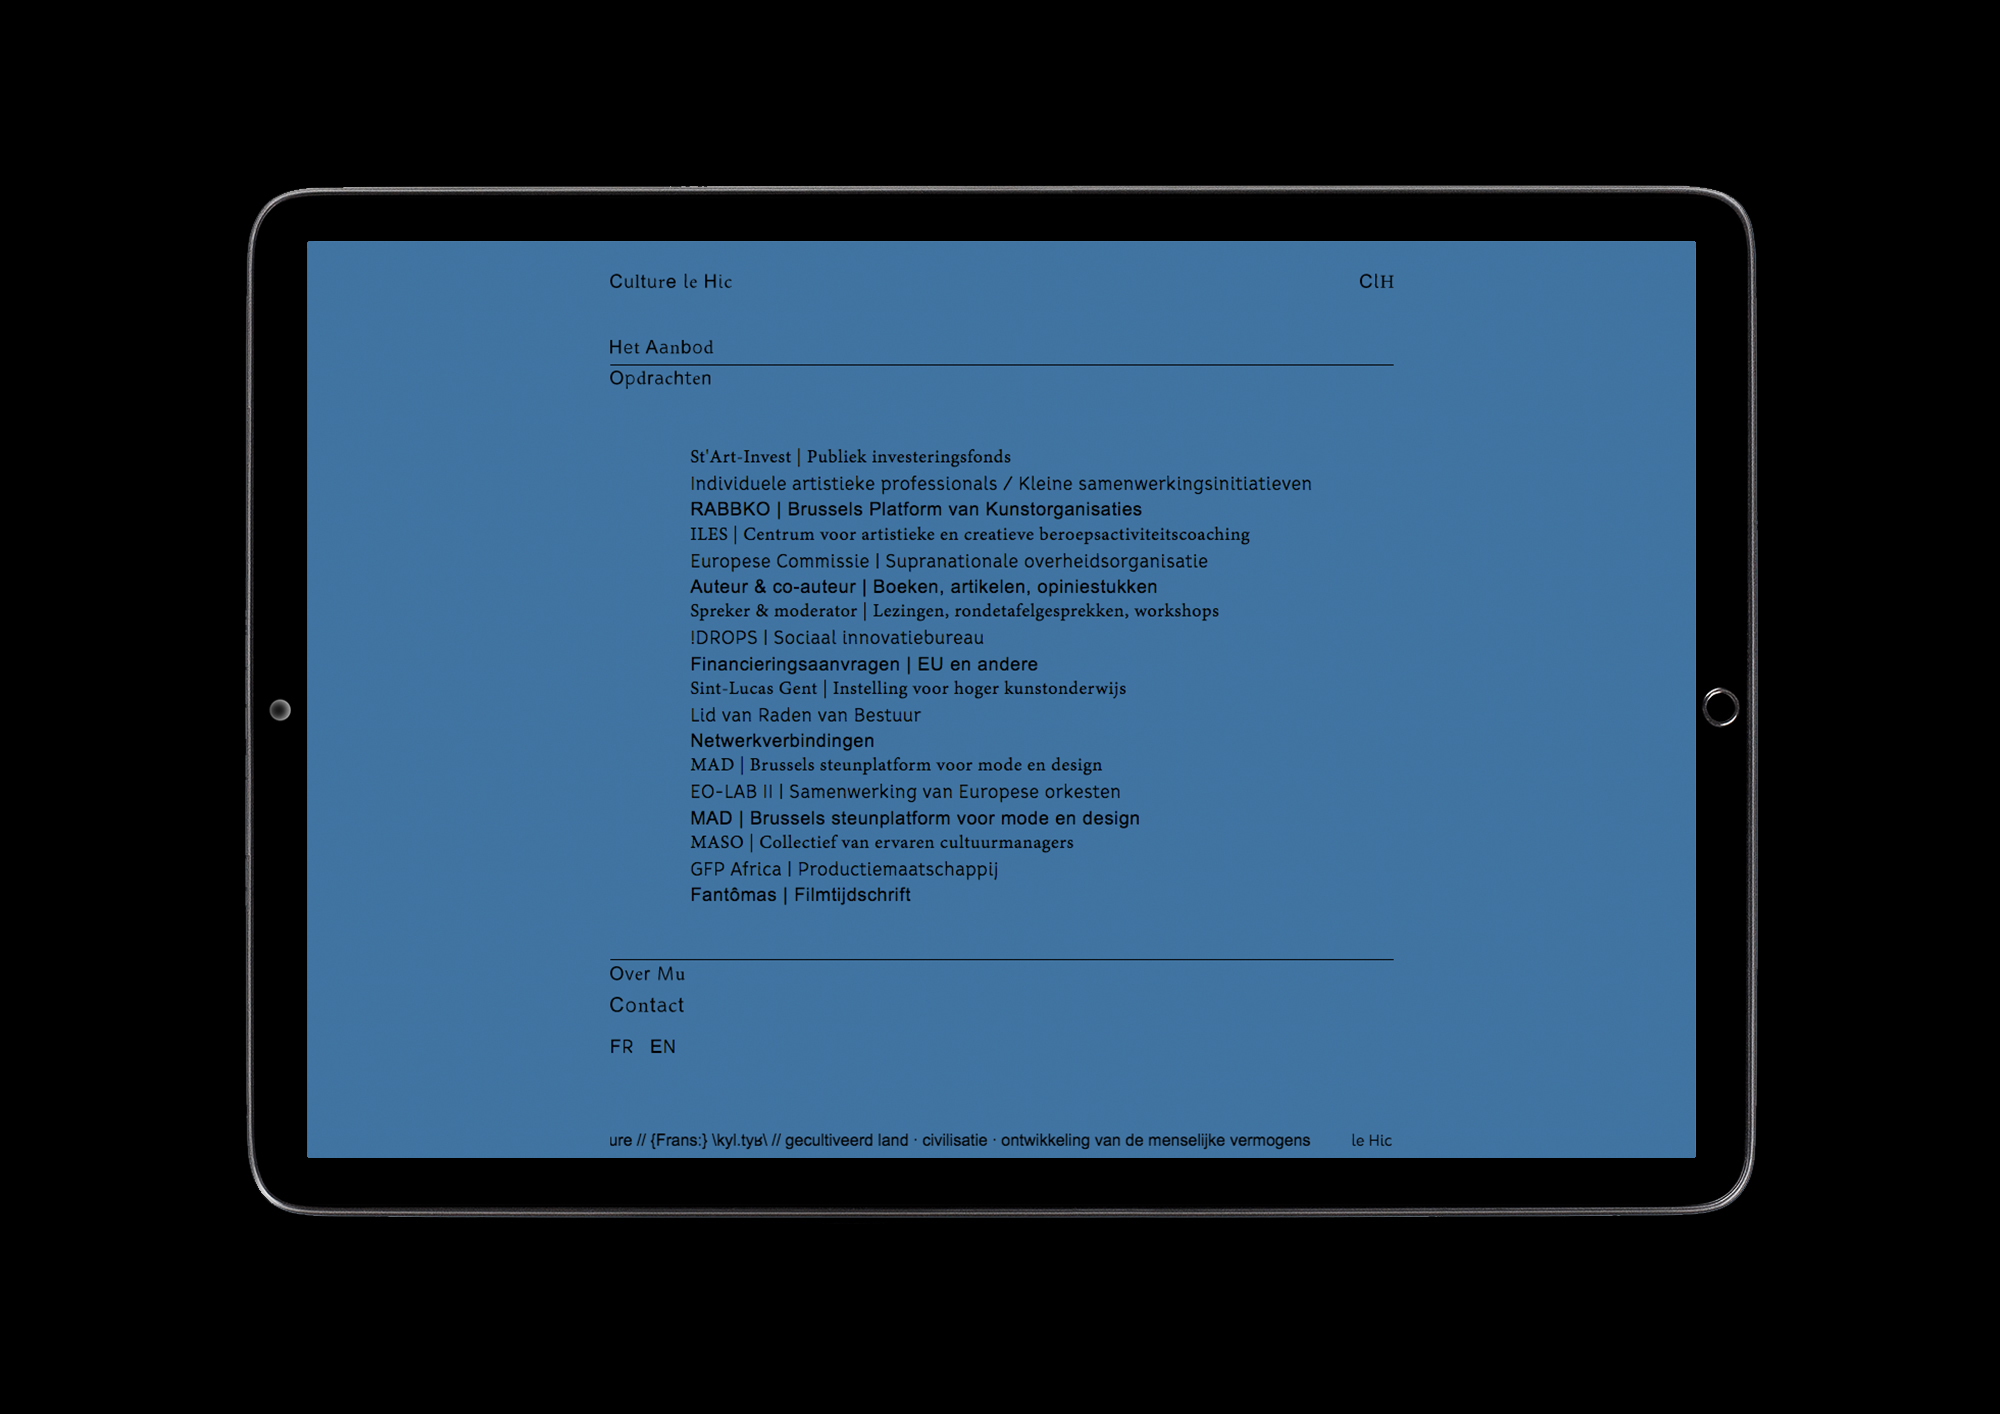 Culture le Hic
ClH
Het Aanbod
Opdrachten
St'Art-Invest | Publiek investeringsfonds
Individuele artistieke professionals / Kleine samenwerkingsinitiatieven
RABBKO | Brussels Platform van Kunstorganisaties
ILES | Centrum voor artistieke en creatieve beroepsactiviteitscoaching
Europese Commissie | Supranationale overheidsorganisatie
Auteur & co-auteur | Boeken, artikelen, opiniestukken
Spreker & moderator | Lezingen, rondetafelgesprekken, workshops
!DROPS | Sociaal innovatiebureau
Financieringsaanvragen | EU en andere
Sint-Lucas Gent | Instelling voor hoger kunstonderwijs
Lid van Raden van Bestuur
Netwerkverbindingen
MAD | Brussels steunplatform voor mode en design
EO-LAB II | Samenwerking van Europese orkesten
MAD | Brussels steunplatform voor mode en design
MASO | Collectief van ervaren cultuurmanagers
GFP Africa | Productiemaatschappij
Fantômas | Filmtijdschrift
Over Mu
Contact
FR EN
ure // {Frans:} \kyl.tyʁ\ // gecultiveerd land · civilisatie · ontwikkeling van de menselijke vermogens
le Hic